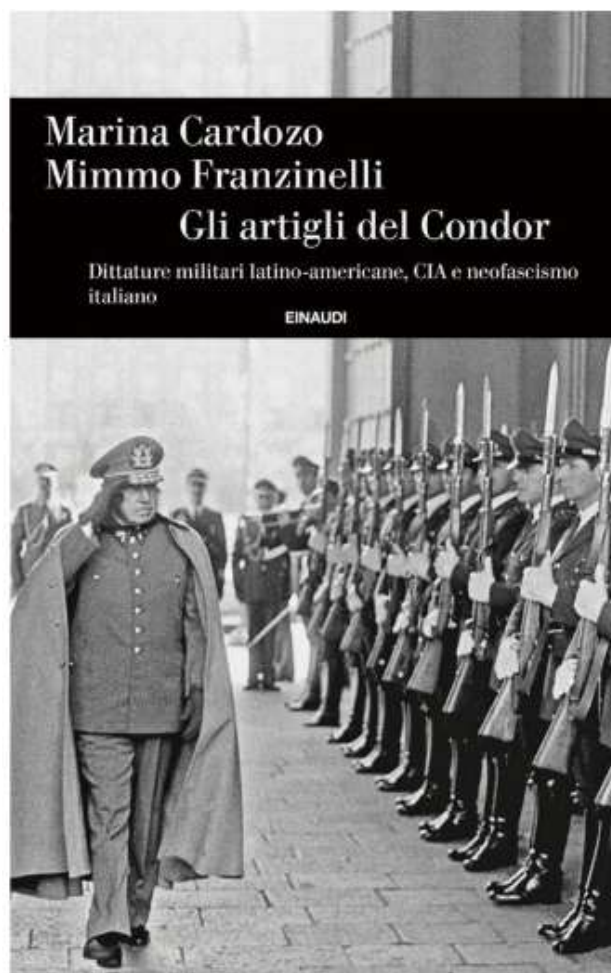 Marina Cardozo
Mimmo Franzinelli
Gli artigli del Condor
Dittature militari latino-americane, CIA e neofascismo
italiano
EINAUDI